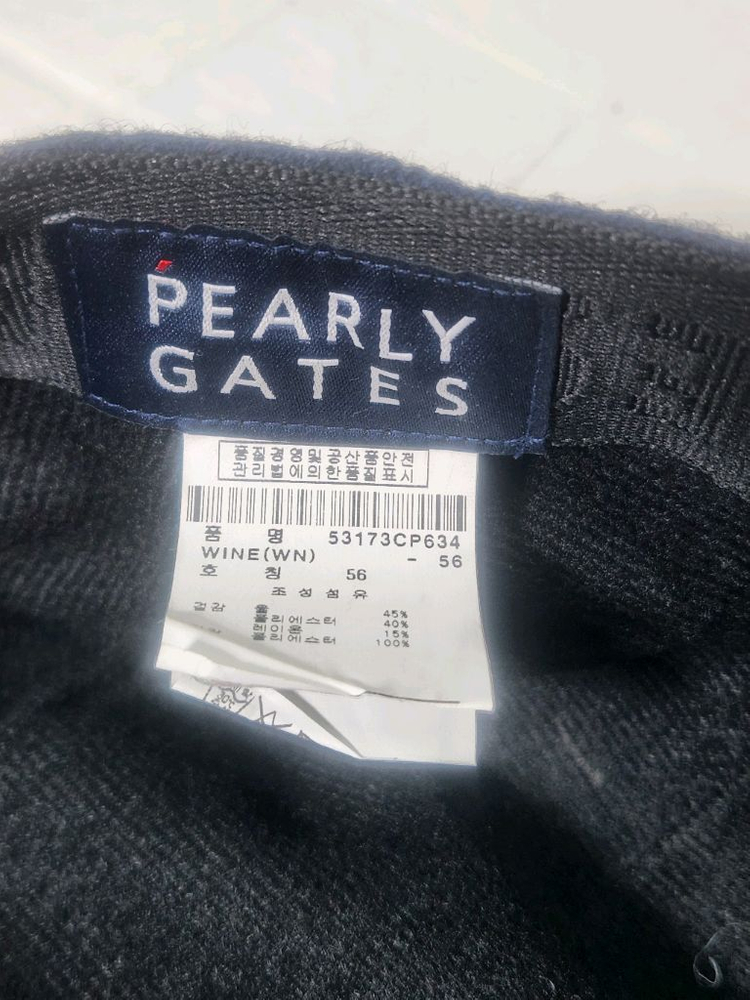 PEARLY
GATES
품질경영및공산품안전
관리법에의한품질표시
품 명 53173CP634
WINE(WN) - 56
호 칭 56
조성섬유
겉감 45%
폴리에스터 40%
레이온 15%
폴리에스터 100%